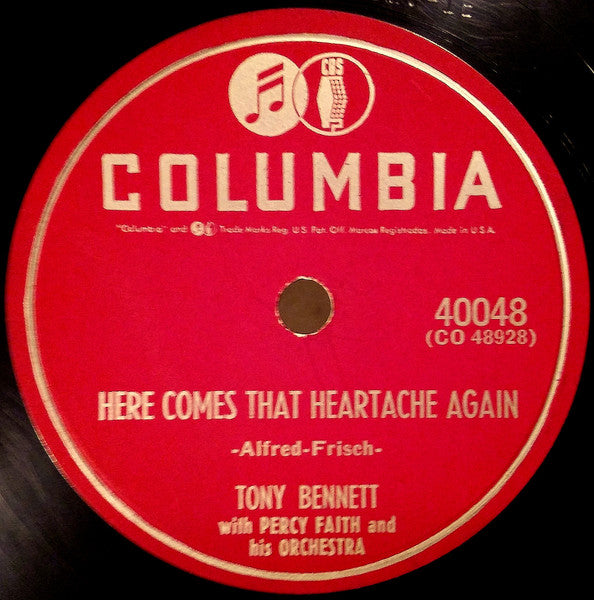 CBS
COLUMBIA
"Columbia" and Trade Marks Reg. U.S. Pat. Off. Marcas Registradas. Made in U.S.A.
40048
(CO 48928)
HERE COMES THAT HEARTACHE AGAIN
-Alfred-Frisch-
TONY BENNETT
with PERCY FAITH and
his ORCHESTRA